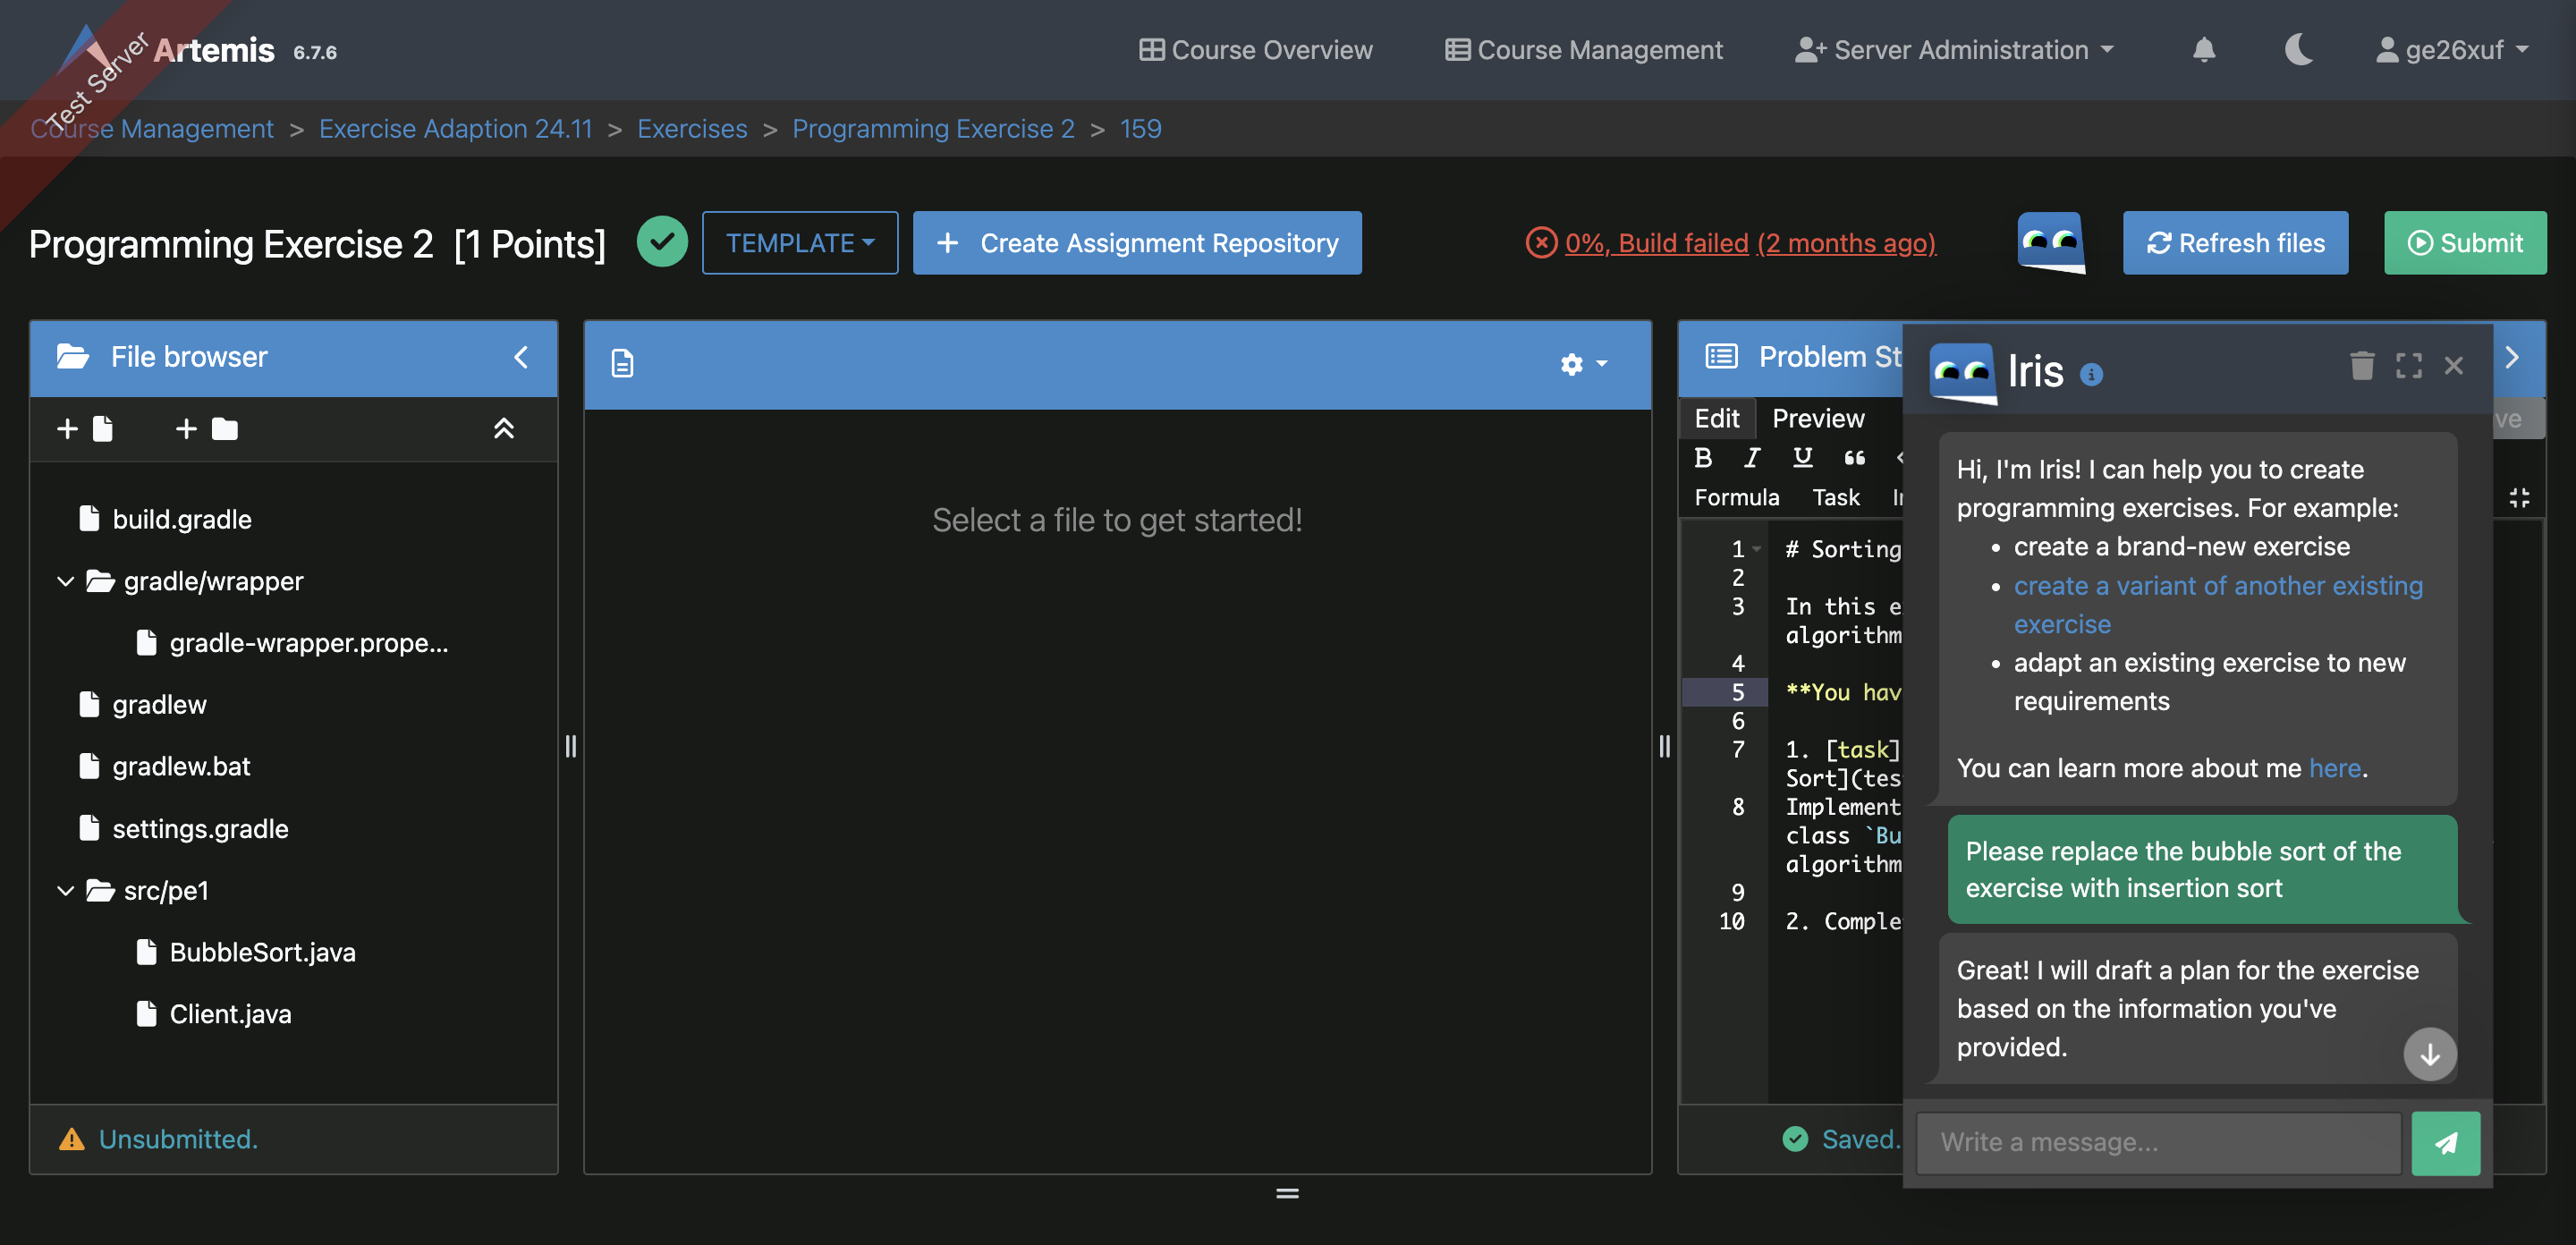 Test Server
Artemis 6.7.6
Course Overview
Course Management
Server Administration
ge26xuf
Course Management > Exercise Adaption 24.11 > Exercises > Programming Exercise 2 > 159
Programming Exercise 2 [1 Points]
TEMPLATE
+ Create Assignment Repository
0%, Build failed (2 months ago)
Refresh files
Submit
File browser
build.gradle
gradle/wrapper
gradle-wrapper.prope...
gradlew
gradlew.bat
settings.gradle
src/pe1
BubbleSort.java
Client.java
Unsubmitted.
Select a file to get started!
Problem St
Edit
Preview
ve
B I U
Formula
Task
1 # Sorting
2
3 In this e
algorithm
4
5 **You hav
6
7 1. [task]
Sort](tes
8 Implement
class `Bu
algorithm
9
10 2. Comple
Saved.
Iris
Hi, I'm Iris! I can help you to create
programming exercises. For example:
• create a brand-new exercise
• create a variant of another existing
exercise
• adapt an existing exercise to new
requirements
You can learn more about me here.
Please replace the bubble sort of the
exercise with insertion sort
Great! I will draft a plan for the exercise
based on the information you've
provided.
Write a message...